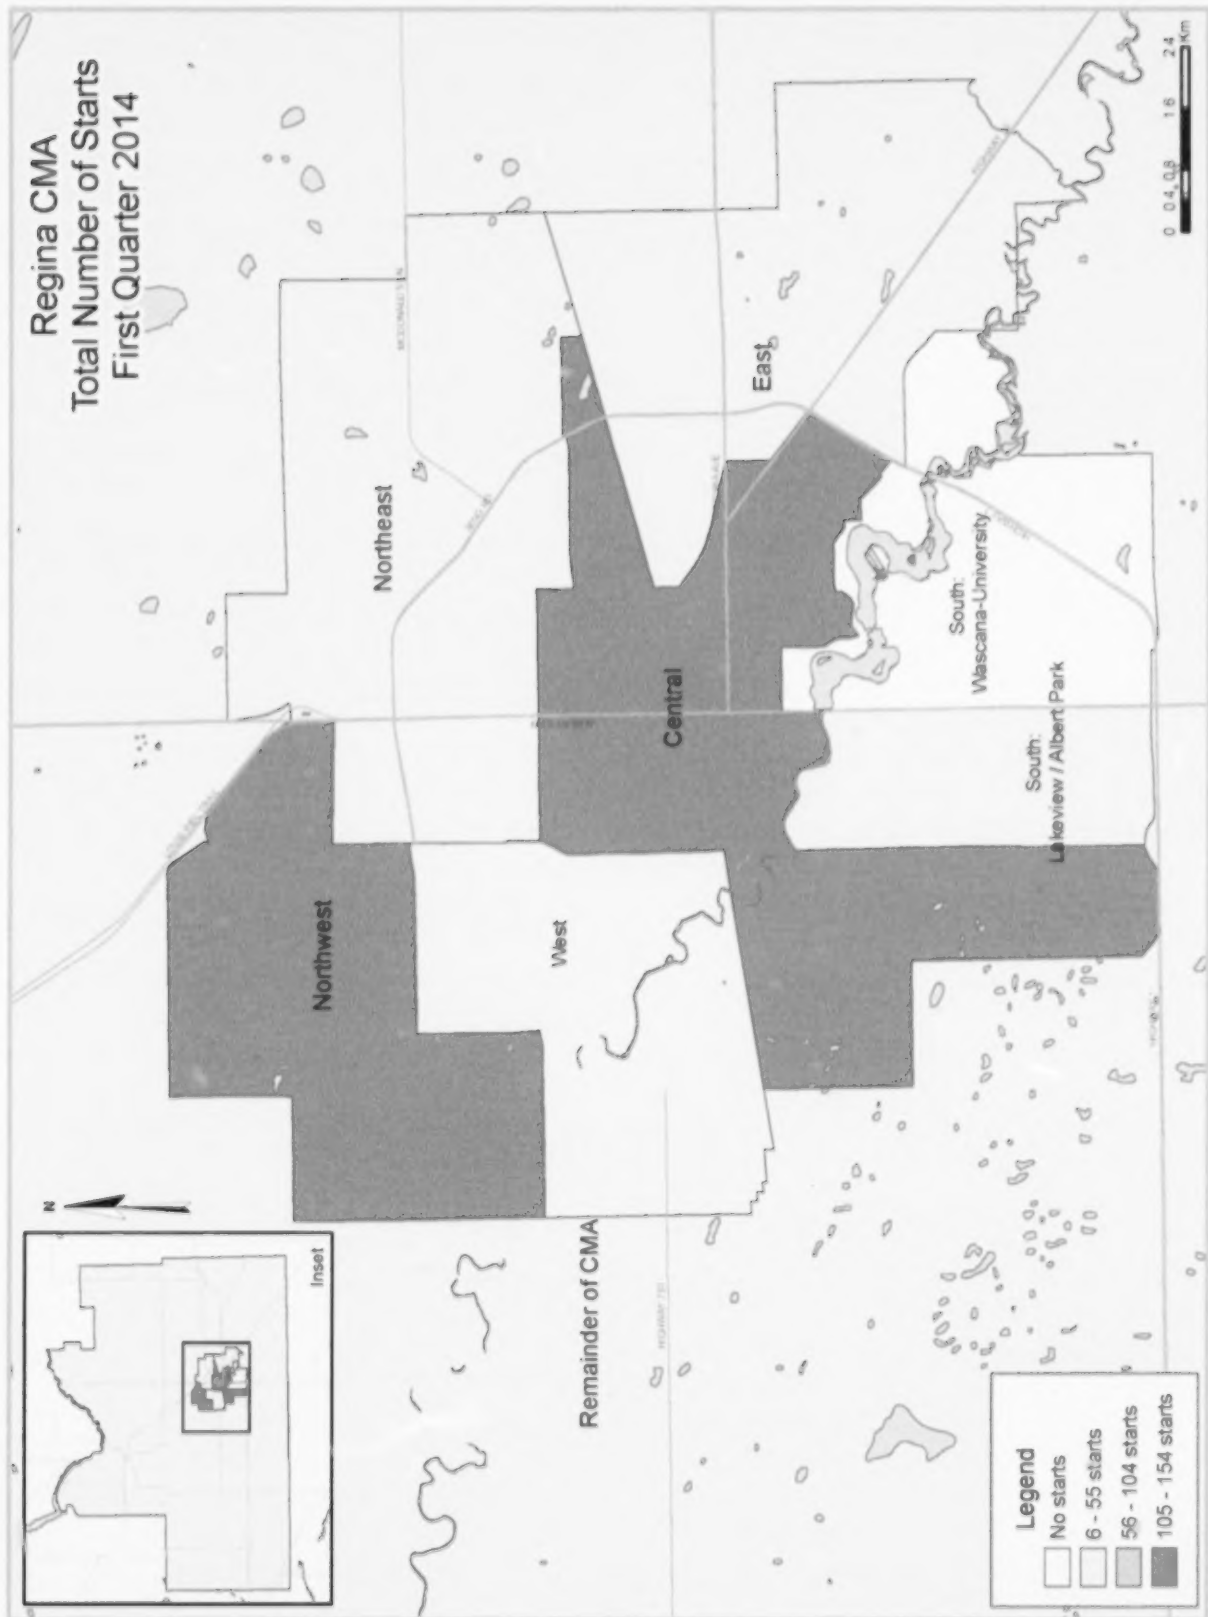 Regina CMA
Total Number of Starts
First Quarter 2014
Inset
N
Northwest
Northeast
West
Central
East
South:
Wascana-University
South:
Lakeview / Albert Park
Remainder of CMA
Legend
No starts
6 - 55 starts
56 - 104 starts
105 - 154 starts
0 0.4 0.8 1.6 2.4
Km